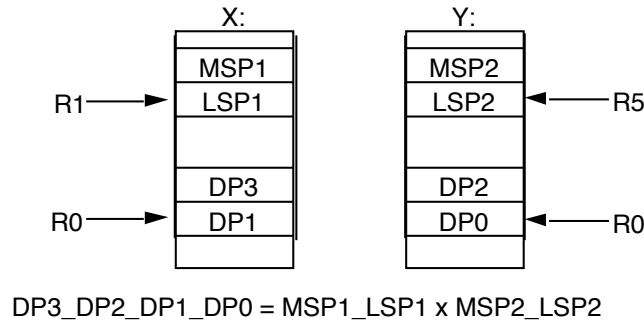 X: Y:
MSP1 MSP2
R1 LSP1 LSP2 R5
DP3 DP2
R0 DP1 DP0 R0
DP3_DP2_DP1_DP0 = MSP1_LSP1 x MSP2_LSP2